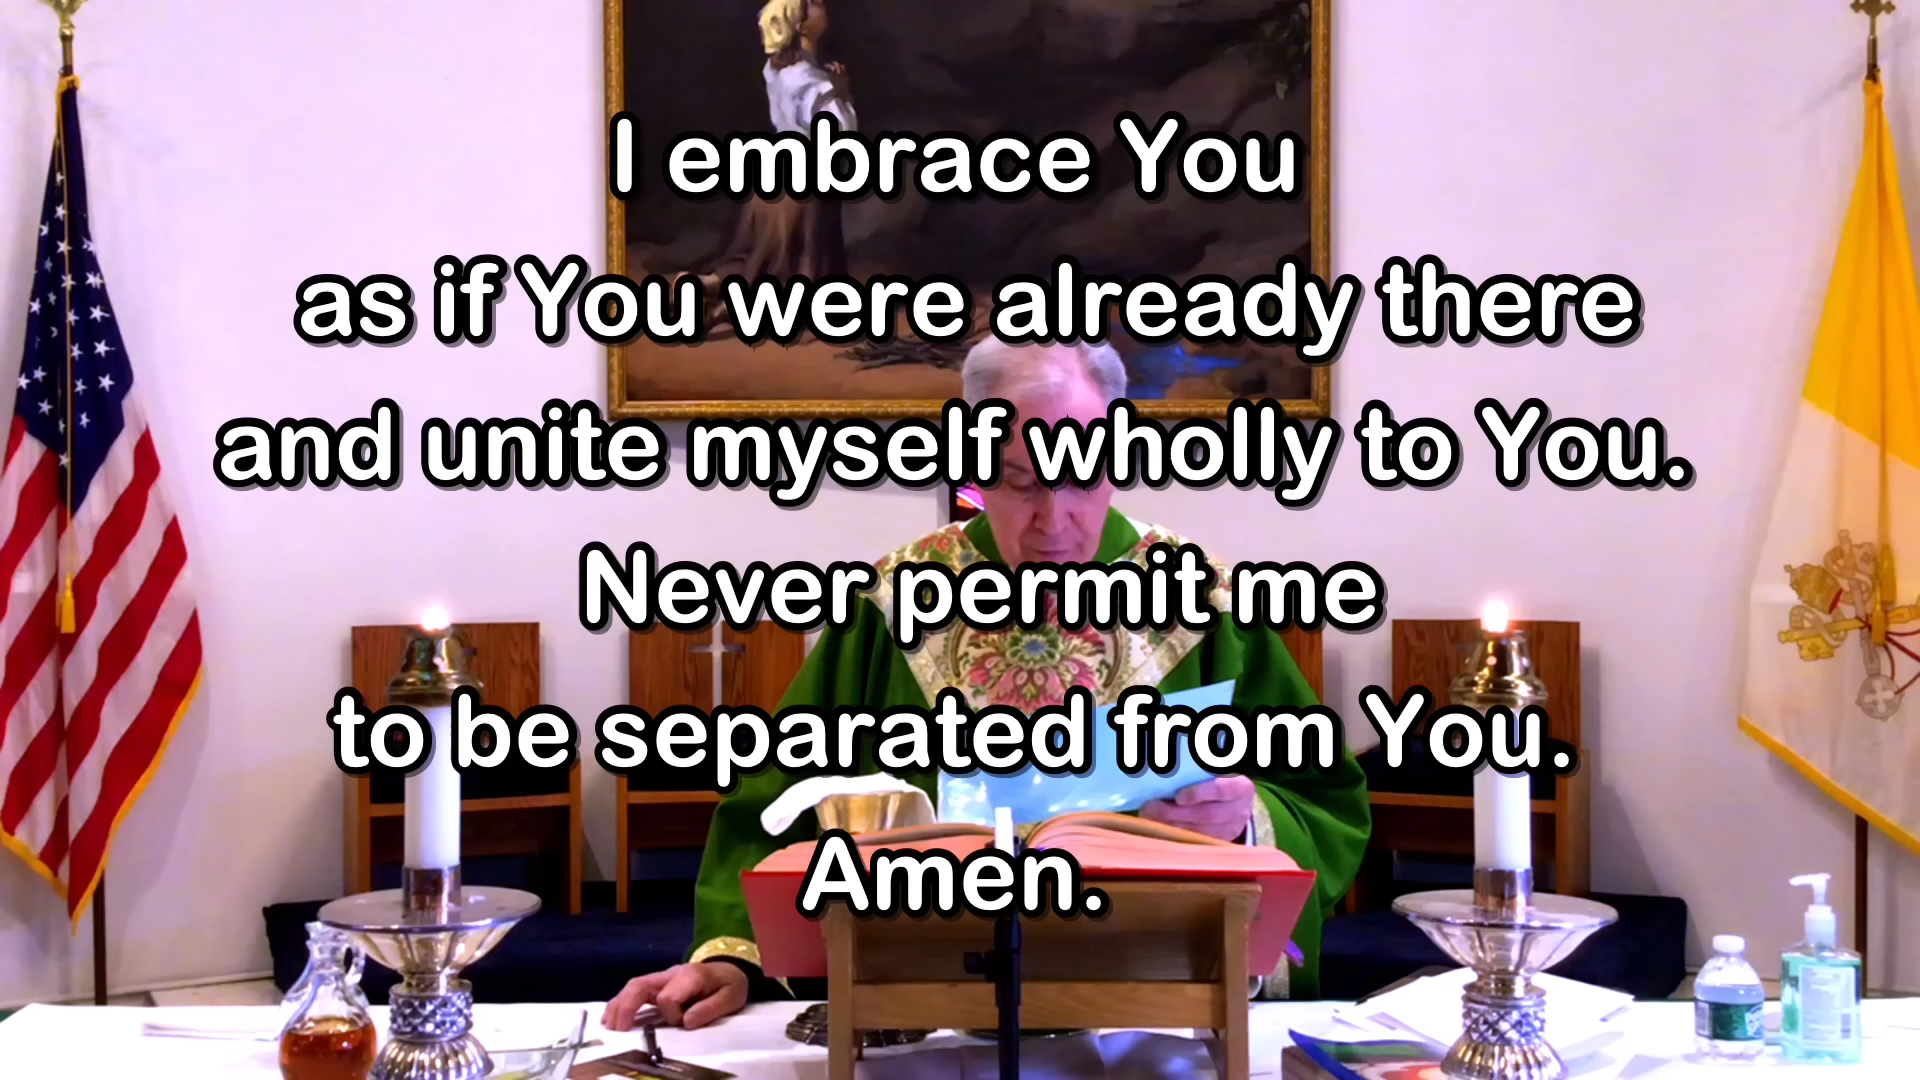 I embrace You
as if You were already there
and unite myself wholly to You.
Never permit me
to be separated from You.
Amen.